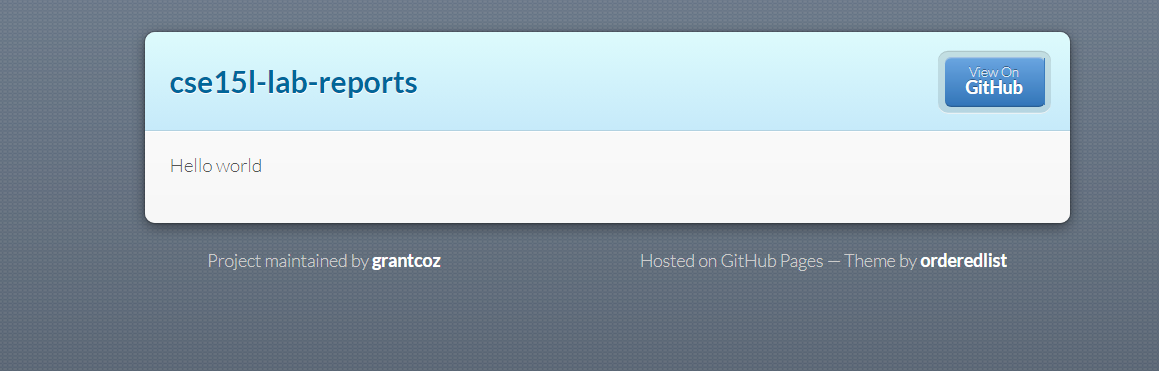 cse15l-lab-reports
View On
GitHub
Hello world
Project maintained by grantcoz
Hosted on GitHub Pages — Theme by orderedlist